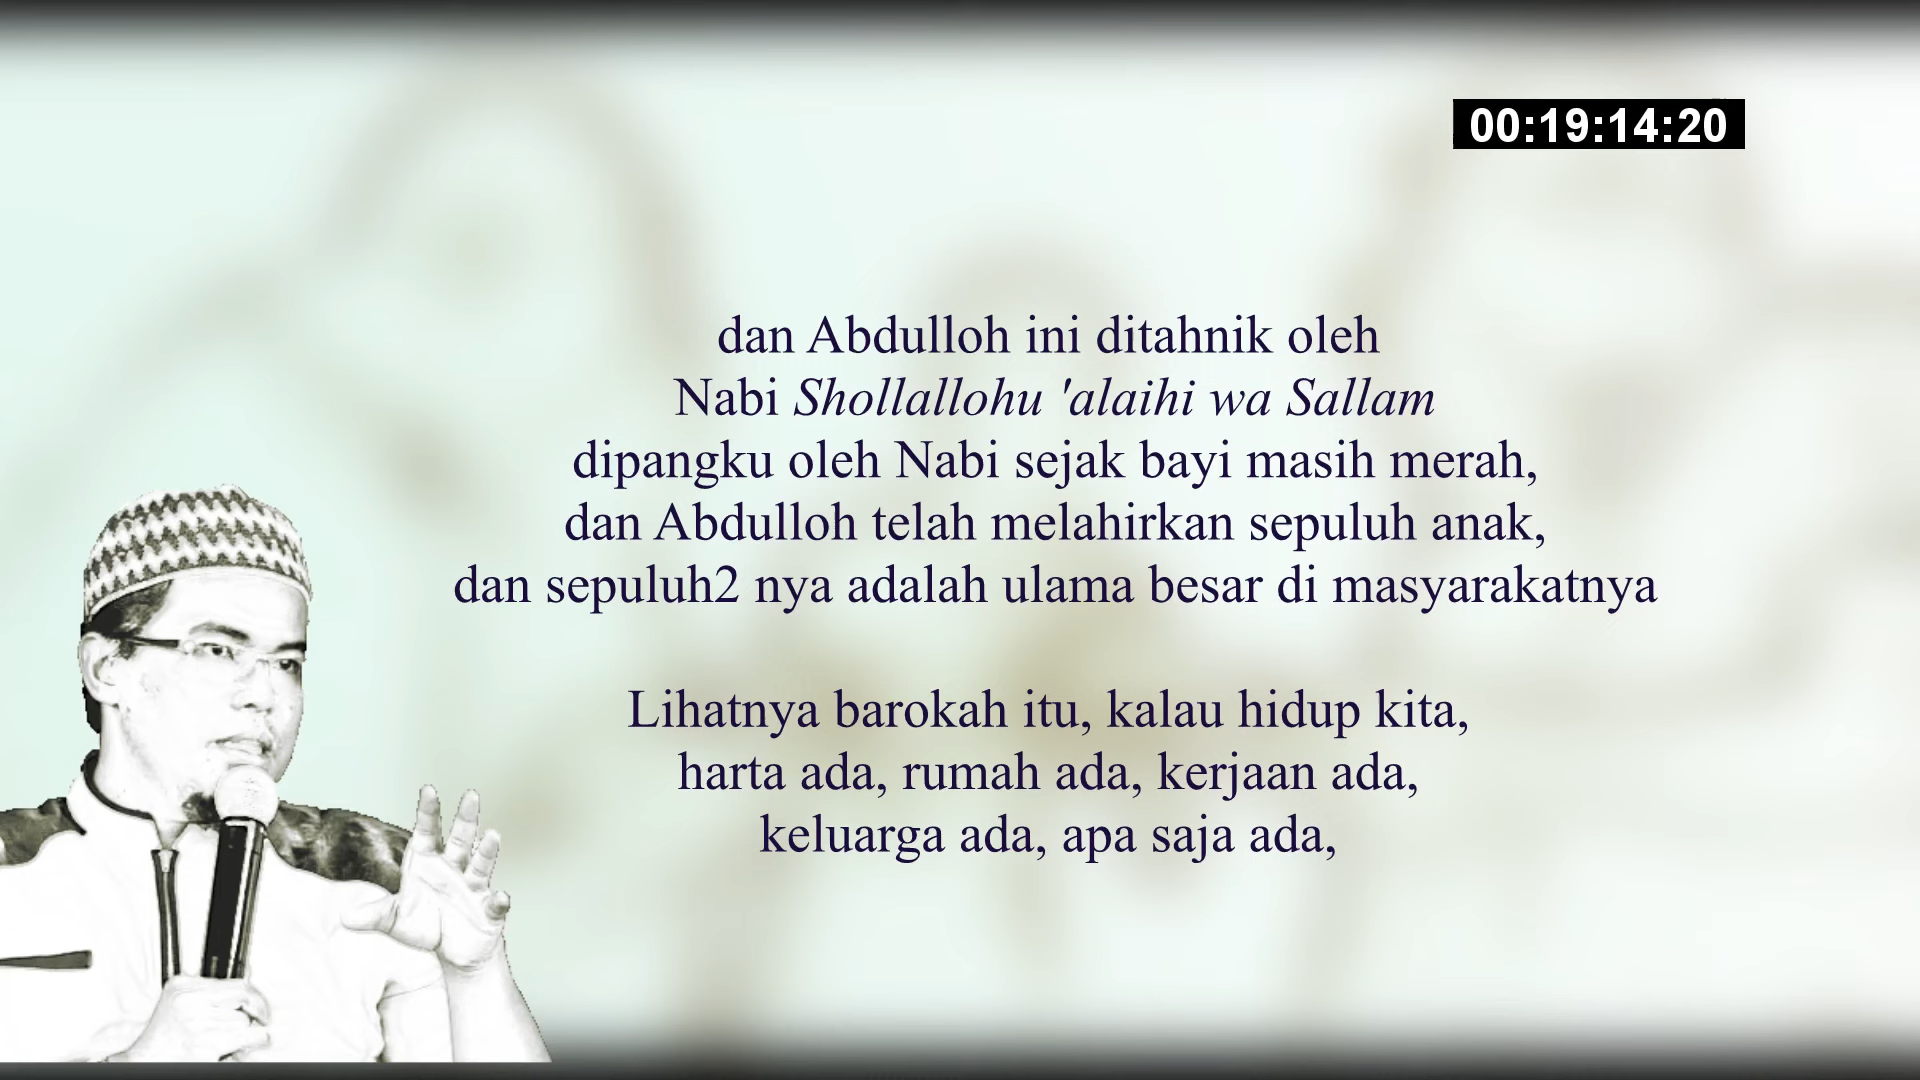 00:19:14:20
dan Abdulloh ini ditahnik oleh
Nabi Shollallohu 'alaihi wa Sallam
dipangku oleh Nabi sejak bayi masih merah,
dan Abdulloh telah melahirkan sepuluh anak,
dan sepuluh2 nya adalah ulama besar di masyarakatnya
Lihatnya barokah itu, kalau hidup kita,
harta ada, rumah ada, kerjaan ada,
keluarga ada, apa saja ada,